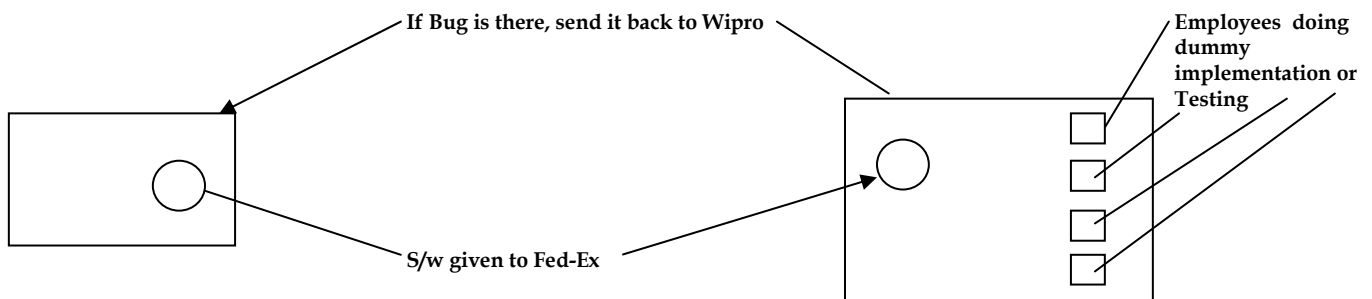 If Bug is there, send it back to Wipro
Employees doing
dummy
implementation or
Testing
S/w given to Fed-Ex